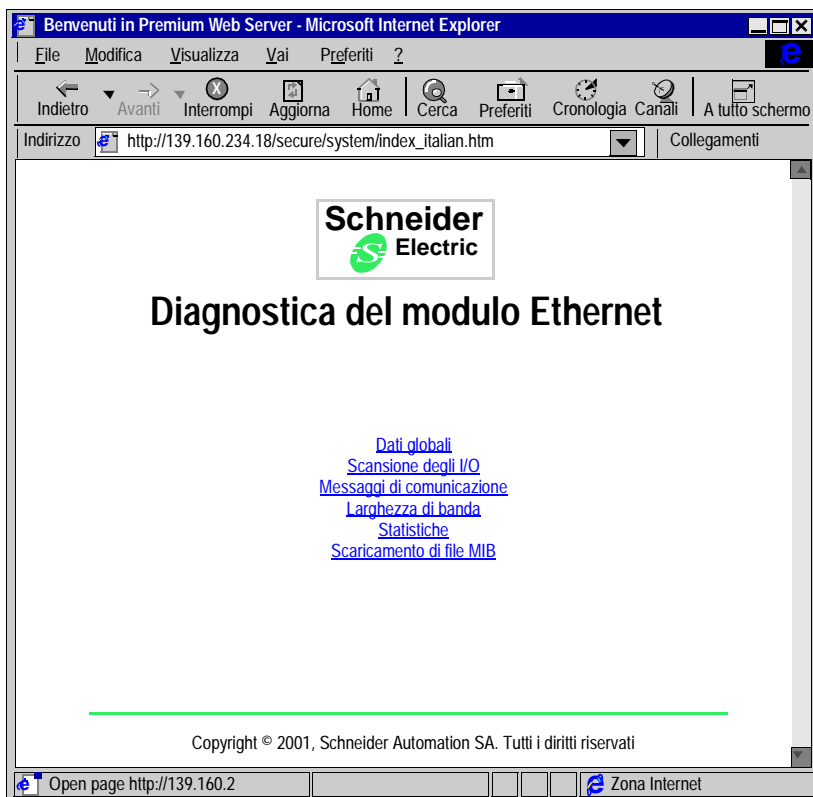 Benvenuti in Premium Web Server - Microsoft Internet Explorer
File Modifica Visualizza Vai Preferiti ?
Indietro Avanti Interrompi Aggiorna Home Cerca Preferiti Cronologia Canali A tutto schermo
Indirizzo http://139.160.234.18/secure/system/index_italian.htm Collegamenti
Schneider
S Electric
Diagnostica del modulo Ethernet
Dati globali
Scansione degli I/O
Messaggi di comunicazione
Larghezza di banda
Statistiche
Scaricamento di file MIB
Copyright © 2001, Schneider Automation SA. Tutti i diritti riservati
Open page http://139.160.2 Zona Internet